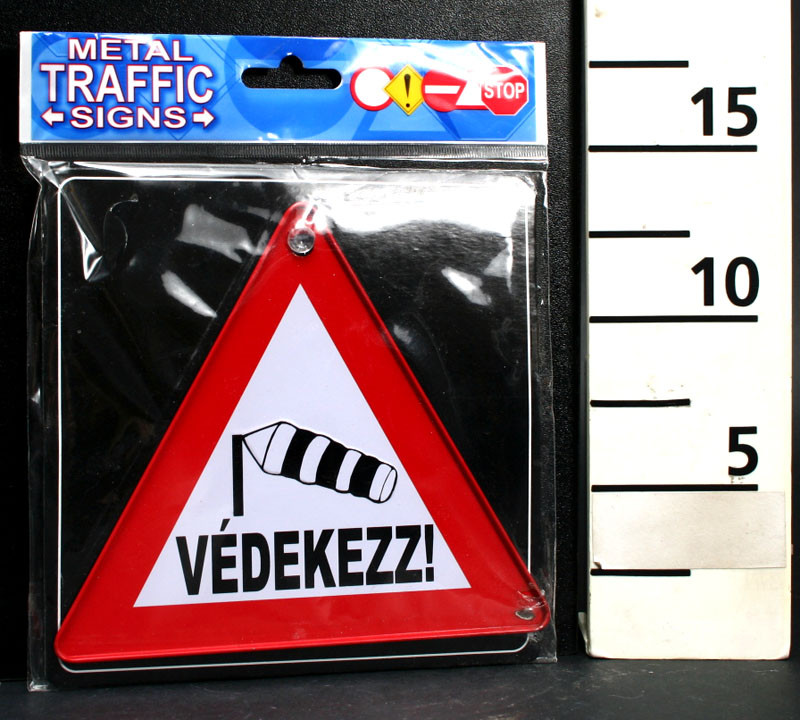 METAL
TRAFFIC
←SIGNS→
STOP
!
VÉDEKEZZ!
15
10
5